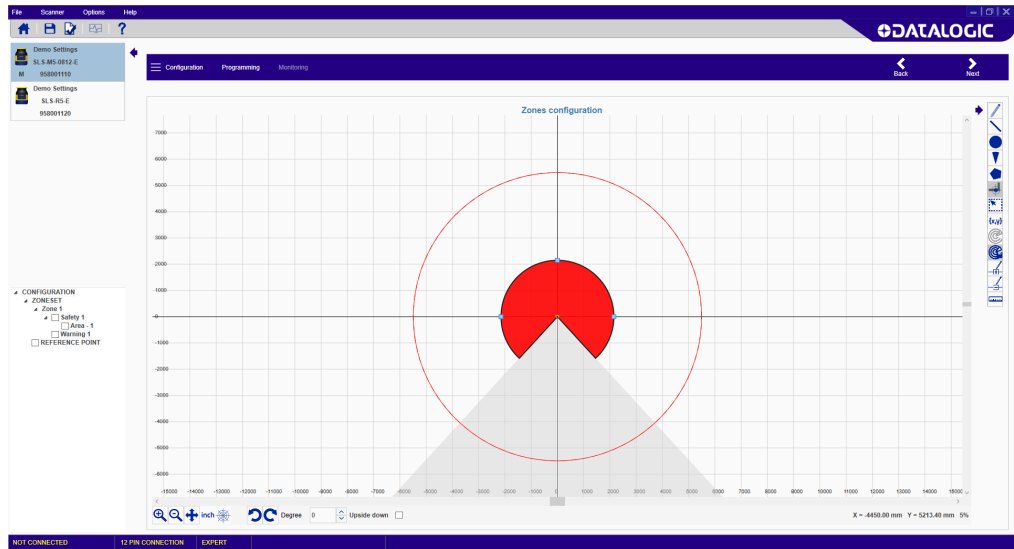 File Scanner Options Help
DATALOGIC
Demo Settings
SLS-M5-0812-E
M 958001110
Demo Settings
SLS-R5-E
958001120
Configuration Programming Monitoring
Back Next
Zones configuration
7000
6000
5000
4000
3000
2000
1000
0
-1000
-2000
-3000
-4000
-5000
-6000
-15000 -14000 -13000 -12000 -11000 -10000 -9000 -8000 -7000 -6000 -5000 -4000 -3000 -2000 -1000 0 1000 2000 3000 4000 5000 6000 7000 8000 9000 10000 11000 12000 13000 14000 15000
(x,y)
CONFIGURATION
ZONESET
Zone 1
Safety 1
Area - 1
Warning 1
REFERENCE POINT
inch Degree 0 Upside down X = -4450.00 mm Y = 5213.40 mm 5%
NOT CONNECTED 12 PIN CONNECTION EXPERT